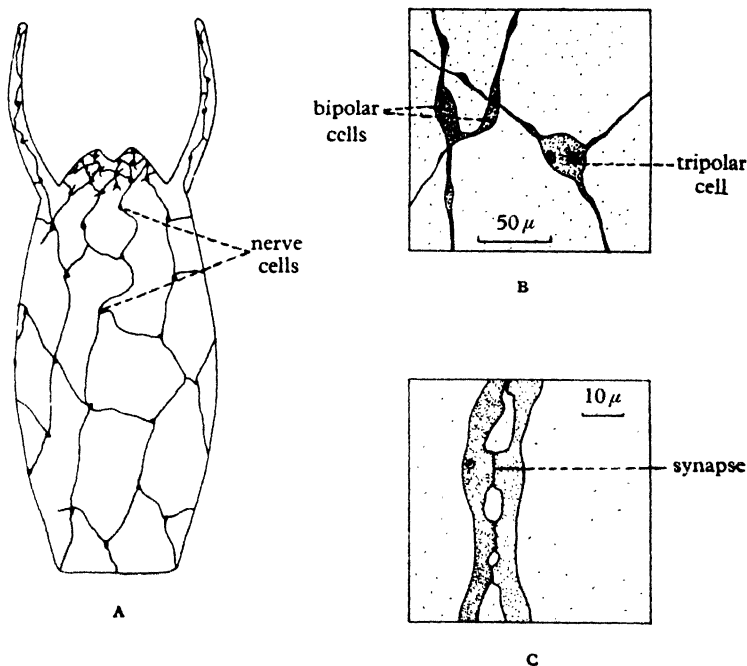 nerve
cells
A
bipolar
cells
tripolar
cell
50 μ
B
10 μ
synapse
C